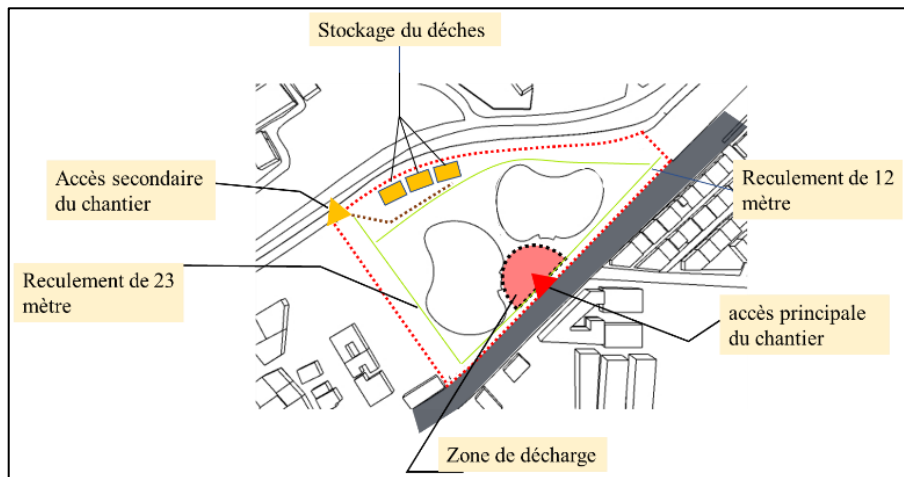 Stockage du déches
Accès secondaire
du chantier
Reculement de 12
mètre
Reculement de 23
mètre
accès principale
du chantier
Zone de décharge